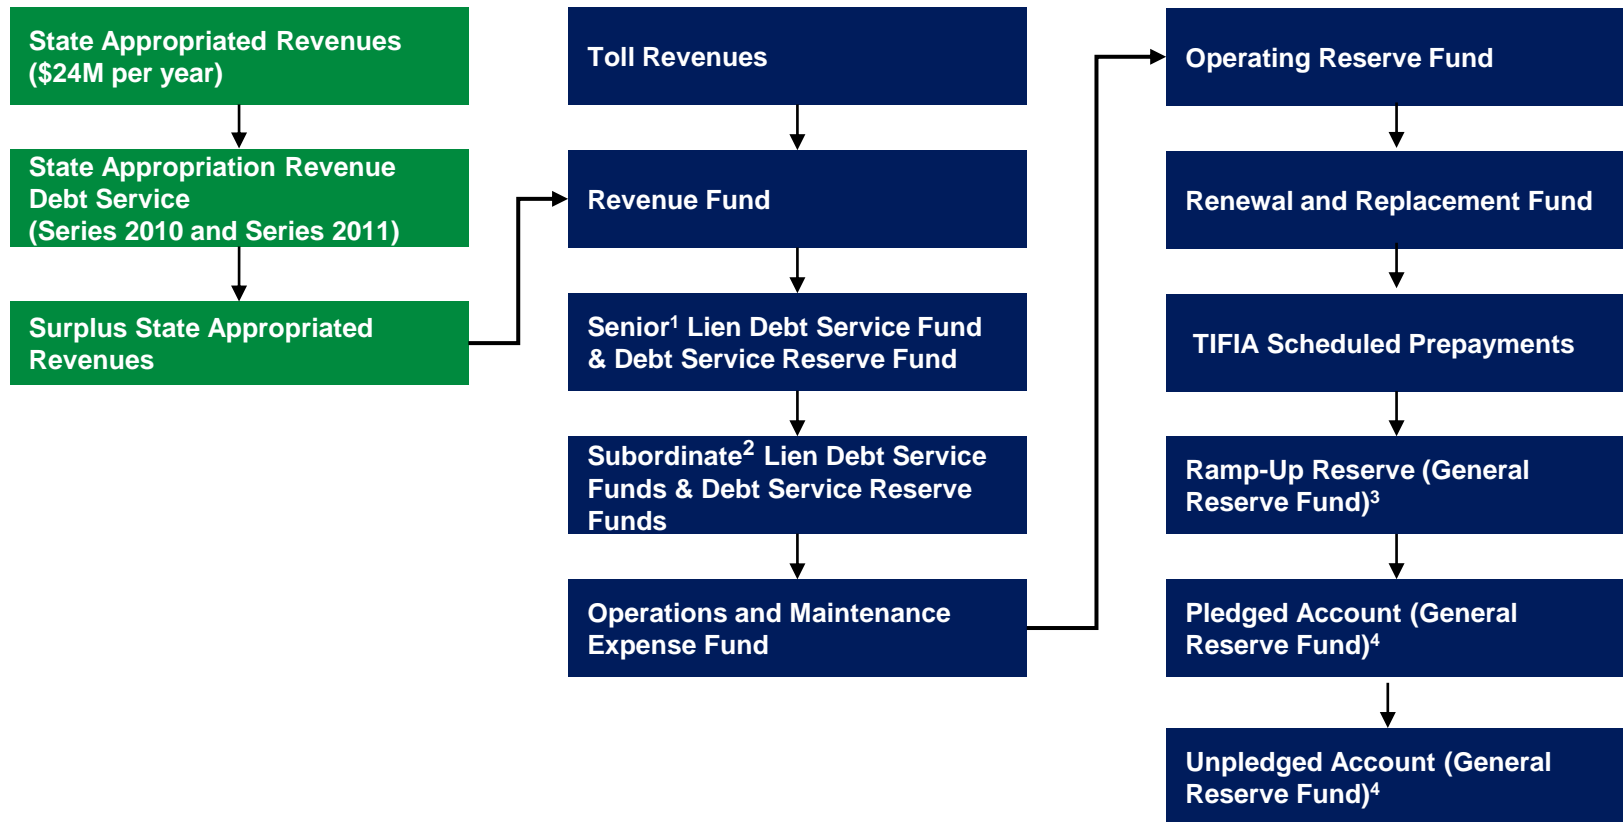 State Appropriated Revenues
($24M per year)
State Appropriation Revenue
Debt Service
(Series 2010 and Series 2011)
Surplus State Appropriated
Revenues
Toll Revenues
Revenue Fund
Senior¹ Lien Debt Service Fund
& Debt Service Reserve Fund
Subordinate² Lien Debt Service
Funds & Debt Service Reserve
Funds
Operations and Maintenance
Expense Fund
Operating Reserve Fund
Renewal and Replacement Fund
TIFIA Scheduled Prepayments
Ramp-Up Reserve (General
Reserve Fund)³
Pledged Account (General
Reserve Fund)⁴
Unpledged Account (General
Reserve Fund)⁴